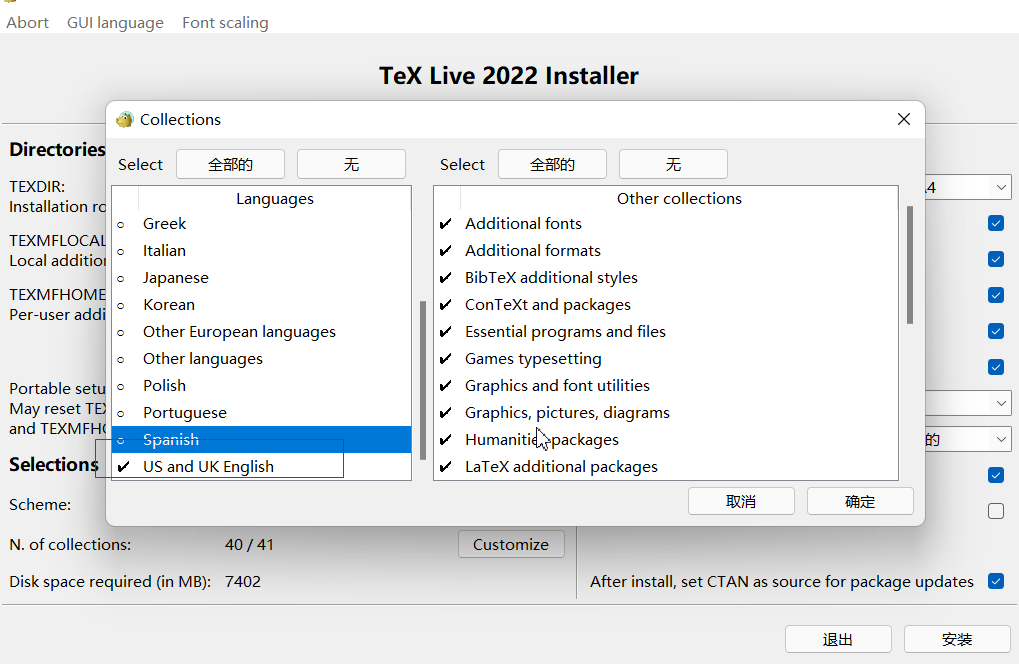 Abort GUI language Font scaling
TeX Live 2022 Installer
Collections
Select 全部的 无 Select 全部的 无
Directories
TEXDIR:
Installation ro
TEXMFLOCAL
Local addition
TEXMFHOME
Per-user addi
Portable setu
May reset TEX
and TEXMFHO
Languages
Greek
Italian
Japanese
Korean
Other European languages
Other languages
Polish
Portuguese
Spanish
US and UK English
Other collections
Additional fonts
Additional formats
BibTeX additional styles
ConTeXt and packages
Essential programs and files
Games typesetting
Graphics and font utilities
Graphics, pictures, diagrams
Humanities packages
LaTeX additional packages
A4
的
取消 确定
Selections
Scheme:
N. of collections: 40 / 41 Customize
Disk space required (in MB): 7402
After install, set CTAN as source for package updates
退出 安装